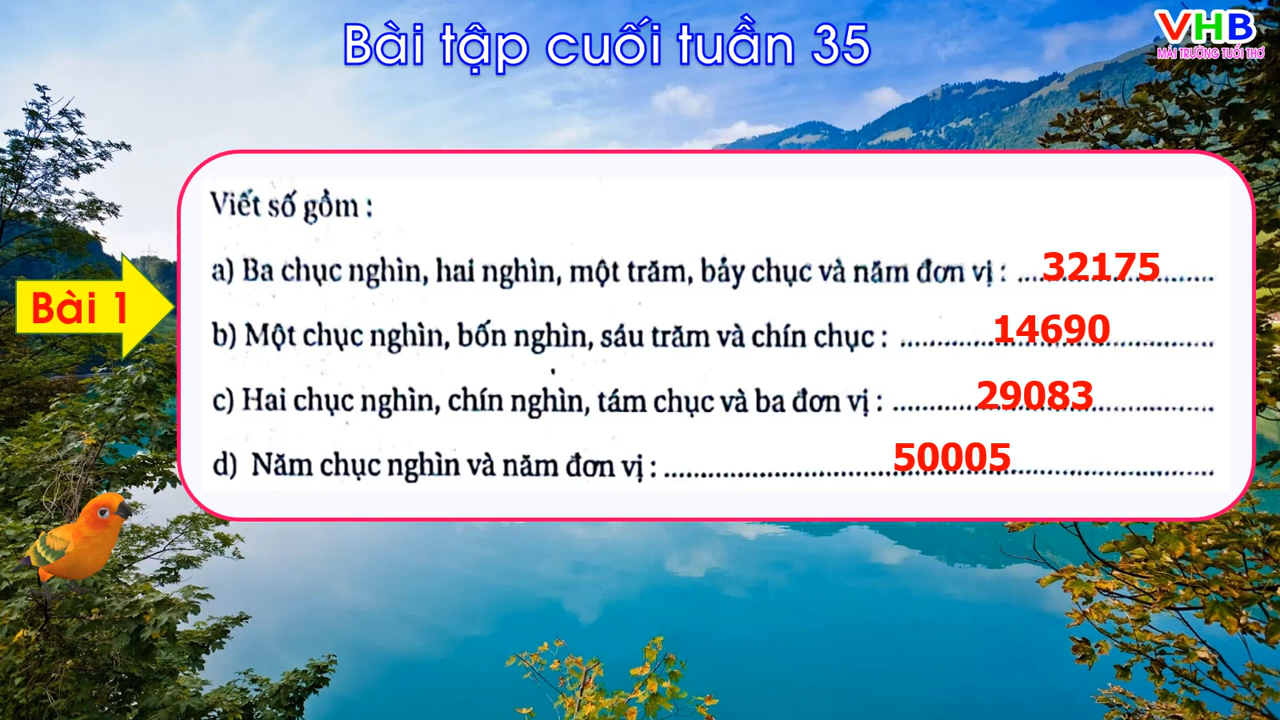 Bài tập cuối tuần 35
VHB
MÁI TRƯỜNG TUỔI THƠ
Bài 1
Viết số gồm :
a) Ba chục nghìn, hai nghìn, một trăm, bảy chục và năm đơn vị : 32175
b) Một chục nghìn, bốn nghìn, sáu trăm và chín chục : 14690
c) Hai chục nghìn, chín nghìn, tám chục và ba đơn vị : 29083
d) Năm chục nghìn và năm đơn vị : 50005